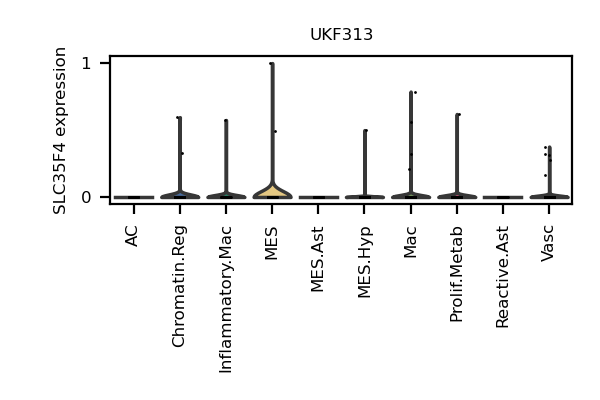 UKF313
SLC35F4 expression
1
0
AC
Chromatin.Reg
Inflammatory.Mac
MES
MES.Ast
MES.Hyp
Mac
Prolif.Metab
Reactive.Ast
Vasc